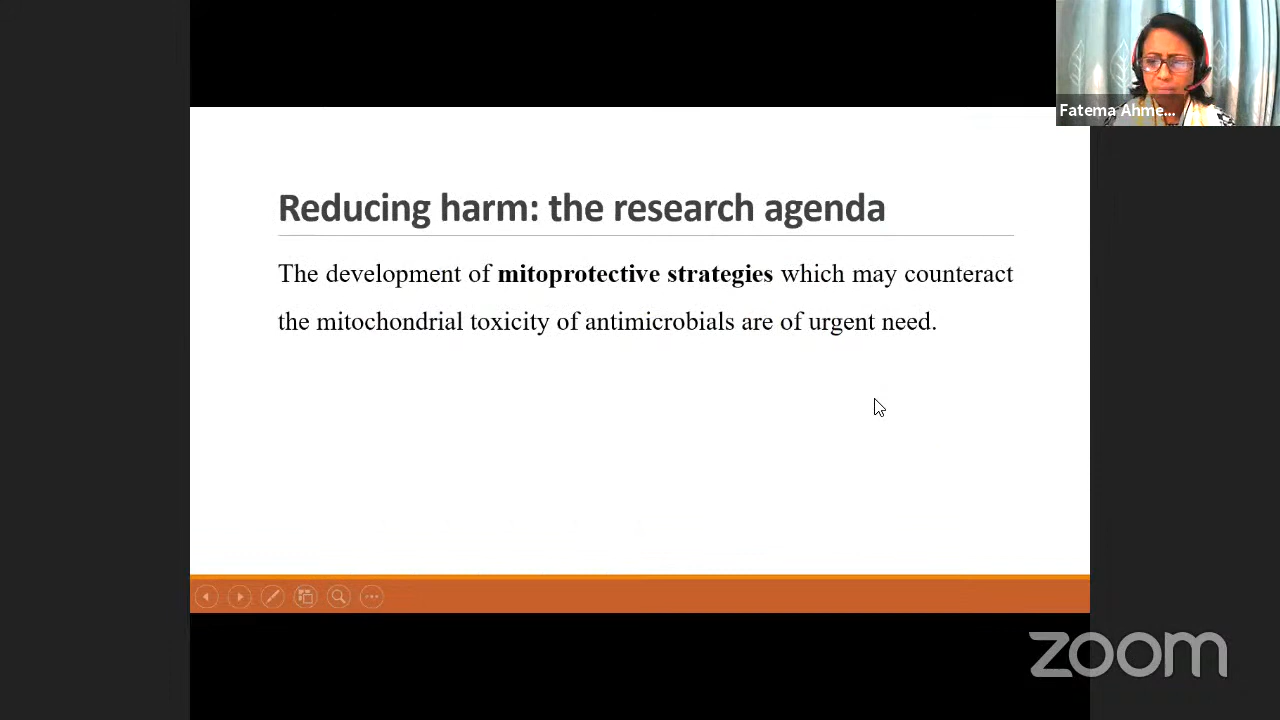 Fatema Ahme...
Reducing harm: the research agenda
The development of mitoprotective strategies which may counteract
the mitochondrial toxicity of antimicrobials are of urgent need.
zoom